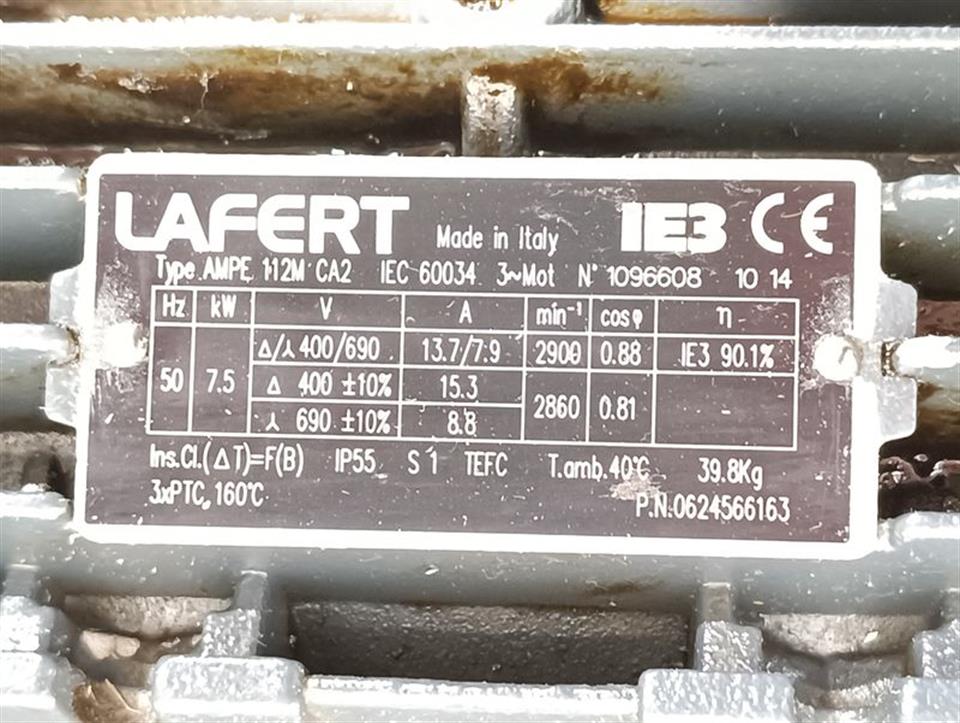 LAFERT Made in Italy IE3 CE
Type AMPE 112M CA2 IEC 60034 3~Mot N° 1096608 10 14
Hz kW V A min⁻¹ cosφ η
Δ/⅄ 400/690 13.7/7.9 2900 0.88 IE3 90.1%
50 7.5 Δ 400 ±10% 15.3 2860 0.81
⅄ 690 ±10% 8.8
Ins.Cl.(ΔT)=F(B) IP55 S1 TEFC T.amb.40°C 39.8Kg
3xPTC, 160°C P.N.0624566163